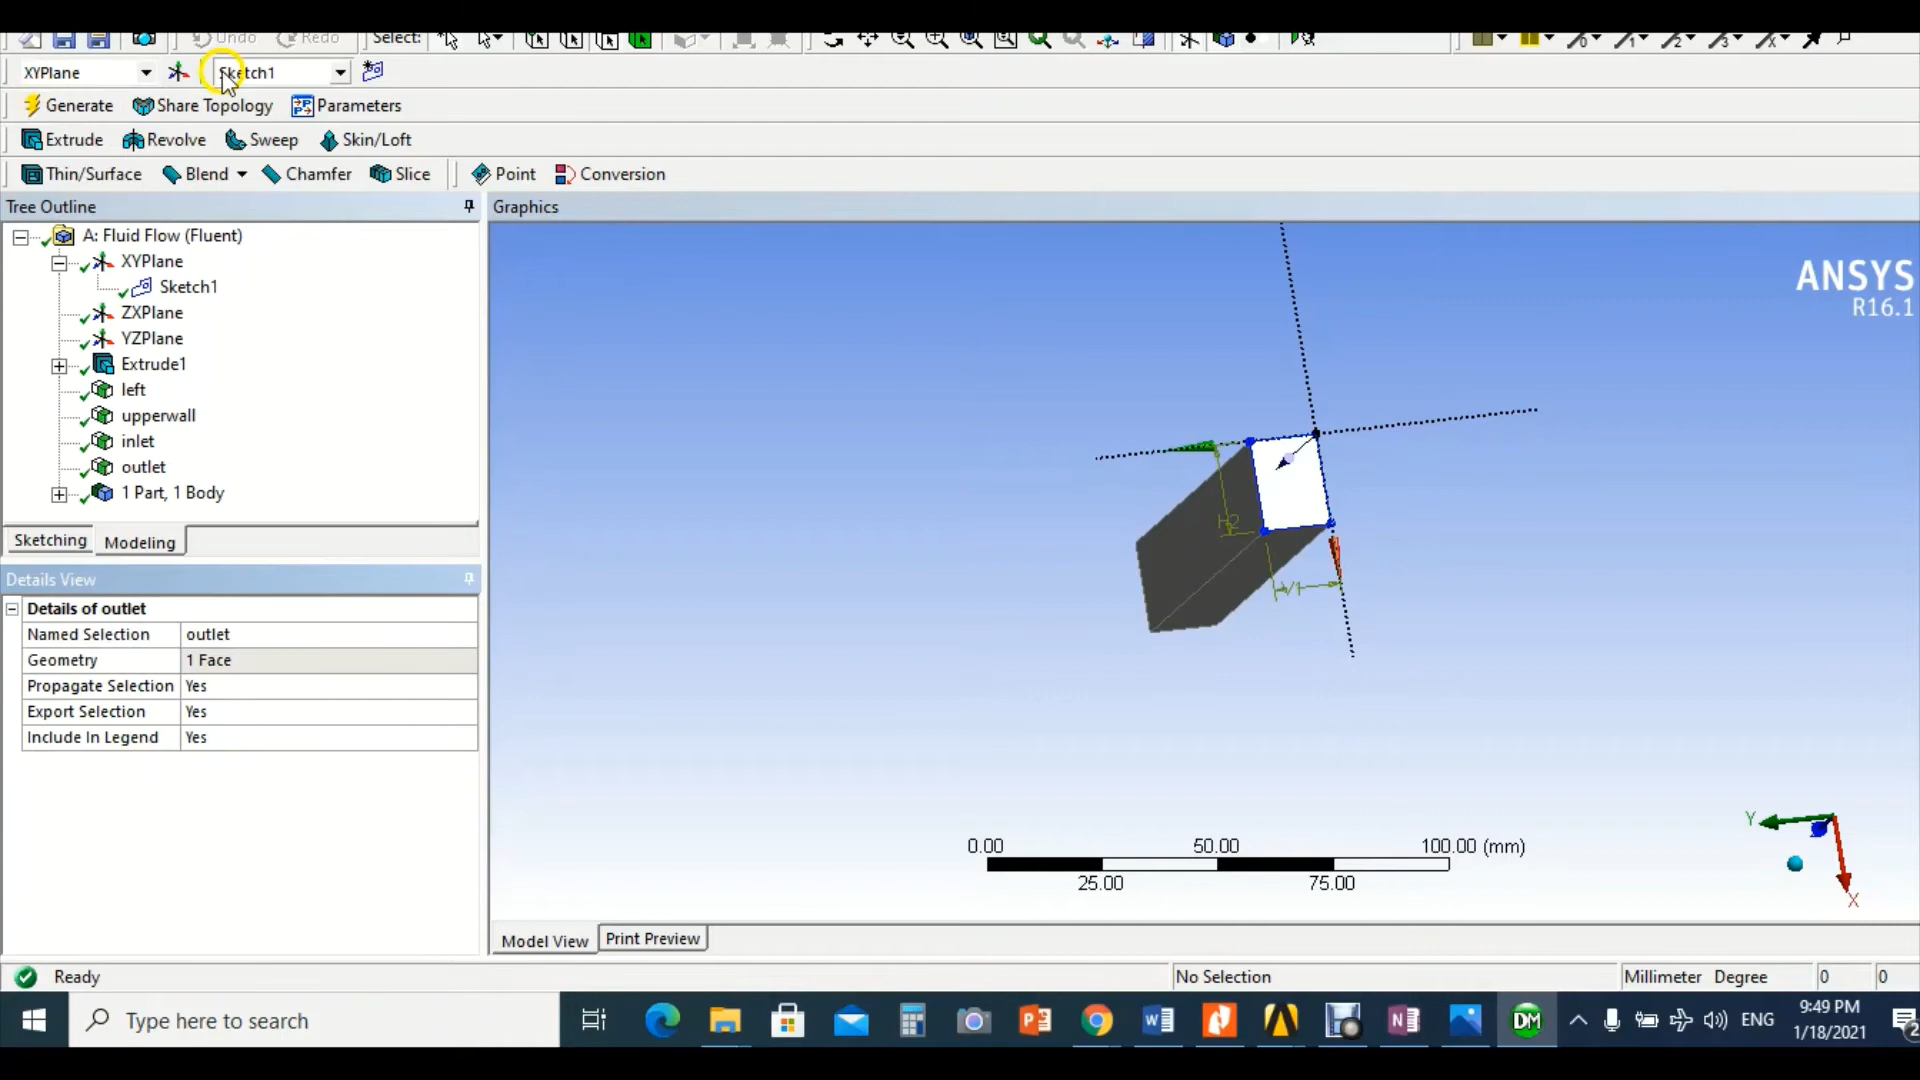 Undo Redo Select:
XYPlane Sketch1
Generate Share Topology Parameters
Extrude Revolve Sweep Skin/Loft
Thin/Surface Blend Chamfer Slice Point Conversion
Tree Outline
A: Fluid Flow (Fluent)
XYPlane
Sketch1
ZXPlane
YZPlane
Extrude1
left
upperwall
inlet
outlet
1 Part, 1 Body
Sketching Modeling
Details View
Details of outlet
Named Selection outlet
Geometry 1 Face
Propagate Selection Yes
Export Selection Yes
Include In Legend Yes
Graphics
ANSYS
R16.1
H2
V1
Y
X
0.00 50.00 100.00 (mm)
25.00 75.00
Model View Print Preview
Ready No Selection Millimeter Degree 0 0
Type here to search
DM
ENG
9:49 PM
1/18/2021
2